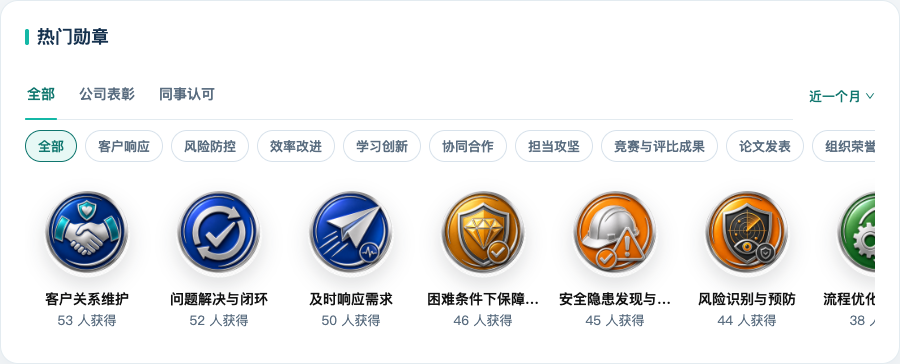 热门勋章
全部 公司表彰 同事认可
近一个月
全部 客户响应 风险防控 效率改进 学习创新 协同合作 担当攻坚 竞赛与评比成果 论文发表 组织荣誉
客户关系维护 问题解决与闭环 及时响应需求 困难条件下保障... 安全隐患发现与... 风险识别与预防 流程优化
53 人获得 52 人获得 50 人获得 46 人获得 45 人获得 44 人获得 38